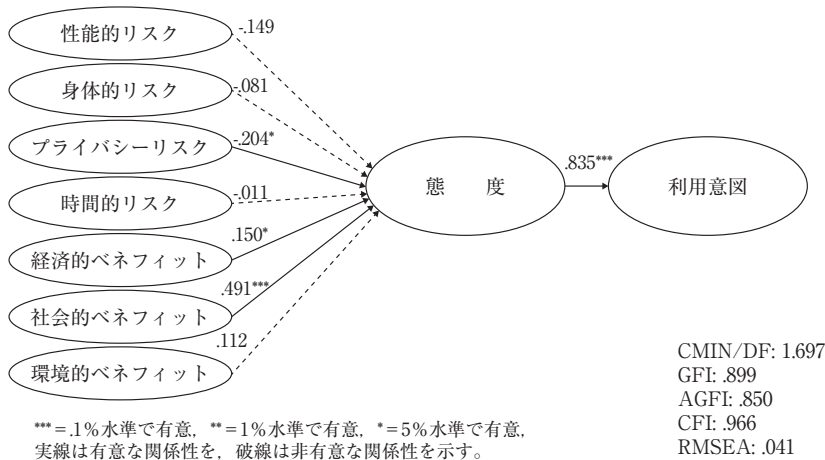 性能的リスク
-.149
身体的リスク
-.081
プライバシーリスク
-.204*
時間的リスク
-.011
経済的ベネフィット
.150*
社会的ベネフィット
.491***
環境的ベネフィット
.112
態 度
.835***
利用意図
CMIN/DF: 1.697
GFI: .899
AGFI: .850
CFI: .966
RMSEA: .041
***=.1%水準で有意, **=1%水準で有意, *=5%水準で有意,
実線は有意な関係性を, 破線は非有意な関係性を示す。